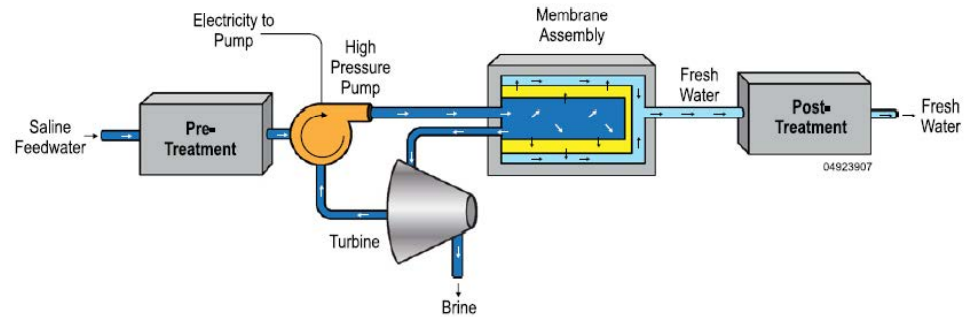 Electricity to
Pump
High
Pressure
Pump
Membrane
Assembly
Fresh
Water
Saline
Feedwater
Pre-
Treatment
Post-
Treatment
Fresh
Water
04923907
Turbine
Brine